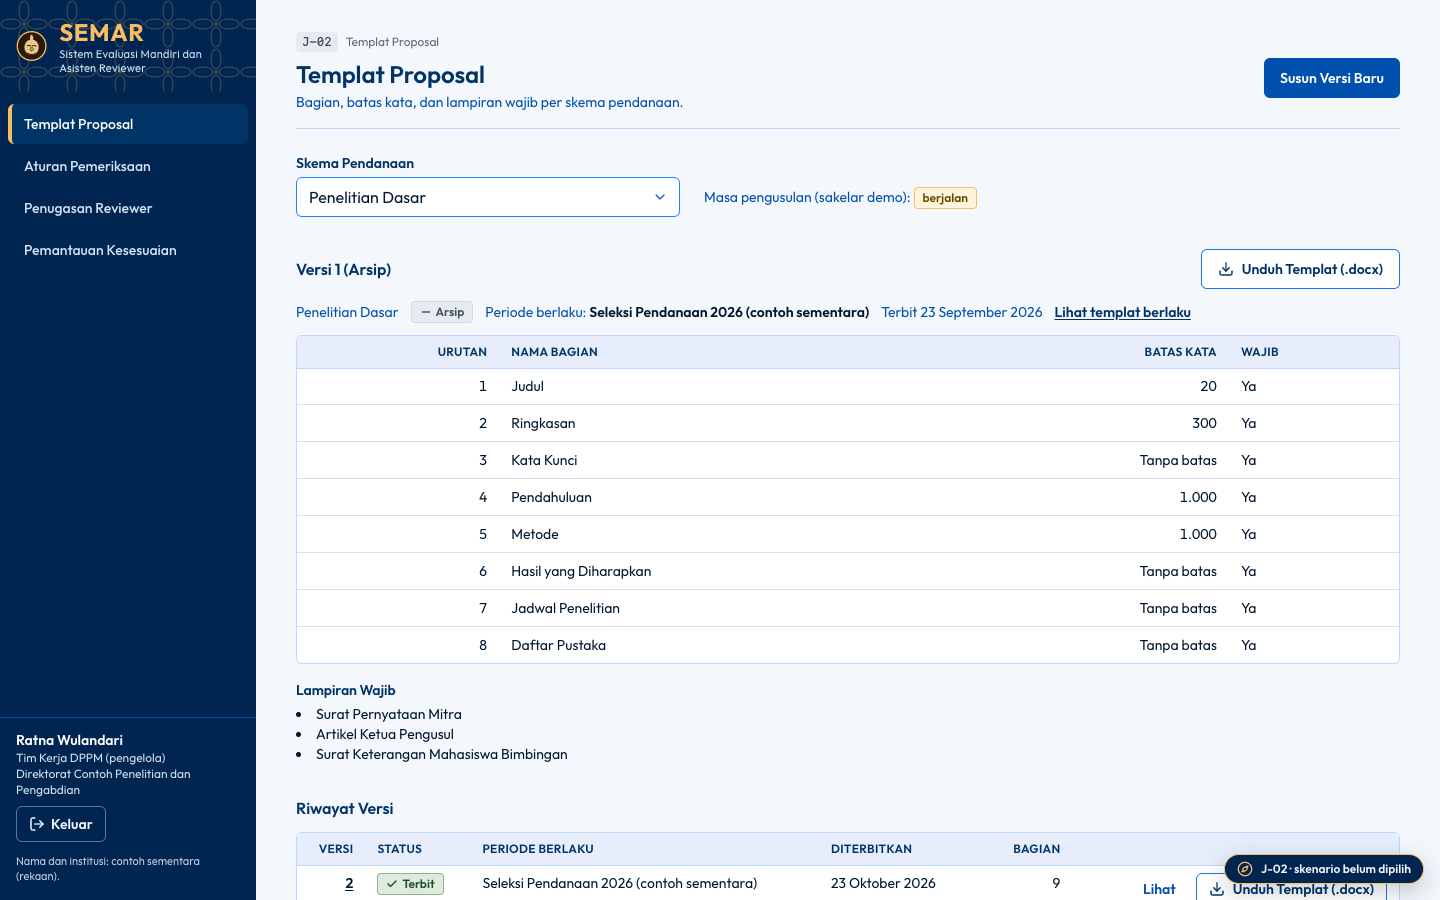 SEMAR
Sistem Evaluasi Mandiri dan
Asisten Reviewer
Templat Proposal
Aturan Pemeriksaan
Penugasan Reviewer
Pemantauan Kesesuaian
Ratna Wulandari
Tim Kerja DPPM (pengelola)
Direktorat Contoh Penelitian dan
Pengabdian
Keluar
Nama dan institusi: contoh sementara
(rekaan).
J-02 Templat Proposal
Templat Proposal
Bagian, batas kata, dan lampiran wajib per skema pendanaan.
Susun Versi Baru
Skema Pendanaan
Penelitian Dasar
Masa pengusulan (sakelar demo): berjalan
Versi 1 (Arsip)
Unduh Templat (.docx)
Penelitian Dasar — Arsip Periode berlaku: Seleksi Pendanaan 2026 (contoh sementara) Terbit 23 September 2026 Lihat templat berlaku
URUTAN NAMA BAGIAN BATAS KATA WAJIB
1 Judul 20 Ya
2 Ringkasan 300 Ya
3 Kata Kunci Tanpa batas Ya
4 Pendahuluan 1.000 Ya
5 Metode 1.000 Ya
6 Hasil yang Diharapkan Tanpa batas Ya
7 Jadwal Penelitian Tanpa batas Ya
8 Daftar Pustaka Tanpa batas Ya
Lampiran Wajib
• Surat Pernyataan Mitra
• Artikel Ketua Pengusul
• Surat Keterangan Mahasiswa Bimbingan
Riwayat Versi
VERSI STATUS PERIODE BERLAKU DITERBITKAN BAGIAN
2 Terbit Seleksi Pendanaan 2026 (contoh sementara) 23 Oktober 2026 9 Lihat Unduh Templat (.docx)
J-02 · skenario belum dipilih